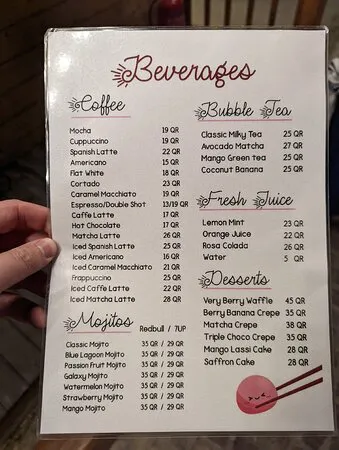 Beverages
Coffee
Mocha 19 QR
Cuppuccino 19 QR
Spanish Latte 22 QR
Americano 15 QR
Flat White 18 QR
Cortado 23 QR
Caramel Macchiato 19 QR
Espresso/Double Shot 13/19 QR
Caffe Latte 17 QR
Hot Chocolate 17 QR
Matcha Latte 26 QR
Iced Spanish Latte 25 QR
Iced Americano 16 QR
Iced Caramel Macchiato 21 QR
Frappuccino 25 QR
Iced Caffe Latte 22 QR
Iced Matcha Latte 28 QR
Mojitos Redbull / 7UP
Classic Mojito 35 QR / 29 QR
Blue Lagoon Mojito 35 QR / 29 QR
Passion Fruit Mojito 35 QR / 29 QR
Galaxy Mojito 35 QR / 29 QR
Watermelon Mojito 35 QR / 29 QR
Strawberry Mojito 35 QR / 29 QR
Mango Mojito 35 QR / 29 QR
Bubble Tea
Classic Milky Tea 25 QR
Avocado Matcha 27 QR
Mango Green tea 25 QR
Coconut Banana 25 QR
Fresh Juice
Lemon Mint 23 QR
Orange Juice 22 QR
Rosa Colada 26 QR
Water 5 QR
Desserts
Very Berry Waffle 45 QR
Berry Banana Crepe 35 QR
Matcha Crepe 38 QR
Triple Choco Crepe 35 QR
Mango Lassi Cake 28 QR
Saffron Cake 28 QR